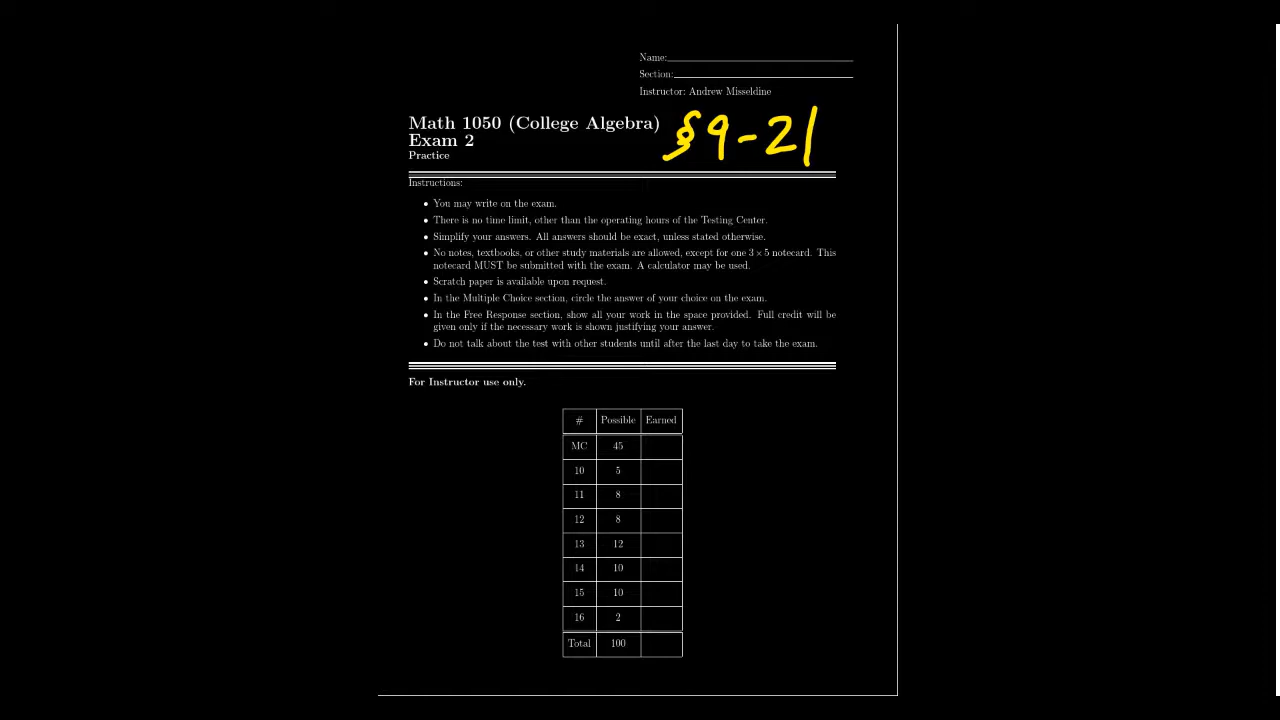 Name:
Section:
Instructor: Andrew Misseldine
Math 1050 (College Algebra)
Exam 2
Practice
§9-21
Instructions:
• You may write on the exam.
• There is no time limit, other than the operating hours of the Testing Center.
• Simplify your answers. All answers should be exact, unless stated otherwise.
• No notes, textbooks, or other study materials are allowed, except for one 3 × 5 notecard. This
notecard MUST be submitted with the exam. A calculator may be used.
• Scratch paper is available upon request.
• In the Multiple Choice section, circle the answer of your choice on the exam.
• In the Free Response section, show all your work in the space provided. Full credit will be
given only if the necessary work is shown justifying your answer.
• Do not talk about the test with other students until after the last day to take the exam.
For Instructor use only.
# Possible Earned
MC 45
10 5
11 8
12 8
13 12
14 10
15 10
16 2
Total 100